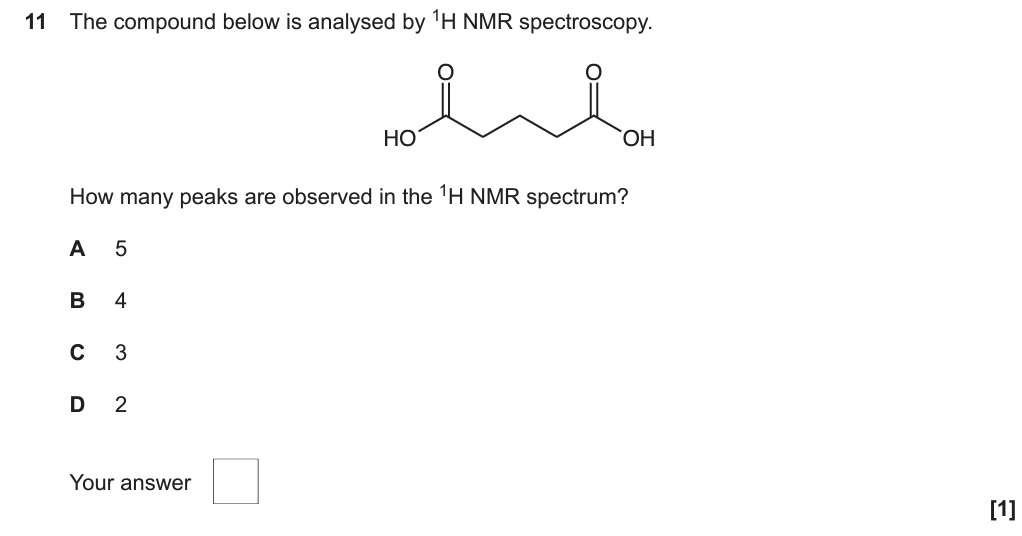 11 The compound below is analysed by ¹H NMR spectroscopy.
O O
HO OH
How many peaks are observed in the ¹H NMR spectrum?
A 5
B 4
C 3
D 2
Your answer
[1]